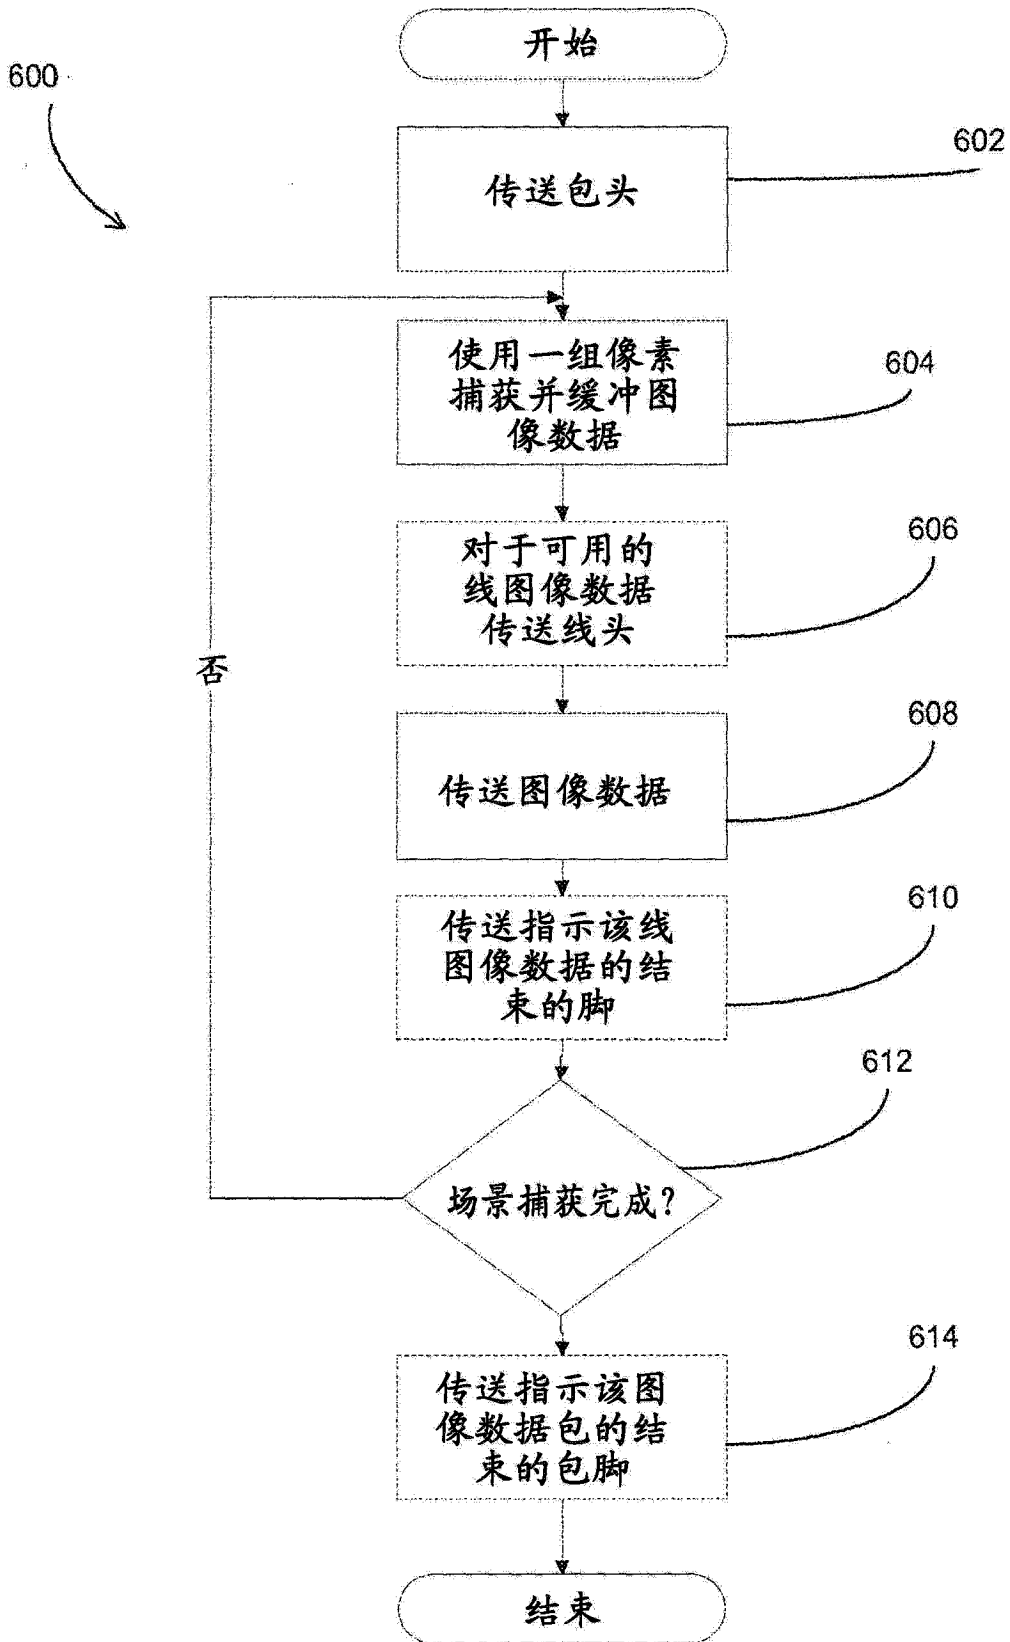 开始
600
602
传送包头
使用一组像素
捕获并缓冲图
像数据
604
对于可用的
线图像数据
传送线头
606
否
608
传送图像数据
610
传送指示该线
图像数据的结
束的脚
612
场景捕获完成?
614
传送指示该图
像数据包的结
束的包脚
结束